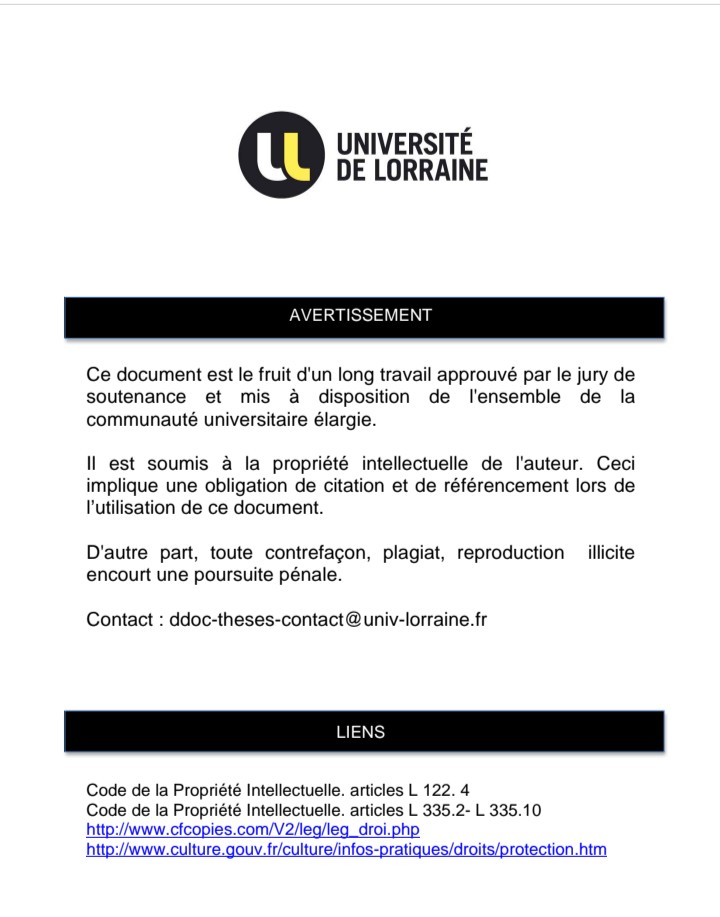 UNIVERSITÉ
DE LORRAINE
AVERTISSEMENT
Ce document est le fruit d'un long travail approuvé par le jury de
soutenance et mis à disposition de l'ensemble de la
communauté universitaire élargie.
Il est soumis à la propriété intellectuelle de l'auteur. Ceci
implique une obligation de citation et de référencement lors de
l’utilisation de ce document.
D'autre part, toute contrefaçon, plagiat, reproduction illicite
encourt une poursuite pénale.
Contact : ddoc-theses-contact@univ-lorraine.fr
LIENS
Code de la Propriété Intellectuelle. articles L 122. 4
Code de la Propriété Intellectuelle. articles L 335.2- L 335.10
http://www.cfcopies.com/V2/leg/leg_droi.php
http://www.culture.gouv.fr/culture/infos-pratiques/droits/protection.htm